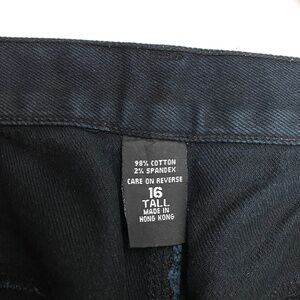 98% COTTON
2% SPANDEX
CARE ON REVERSE
16
TALL
MADE IN
HONG KONG